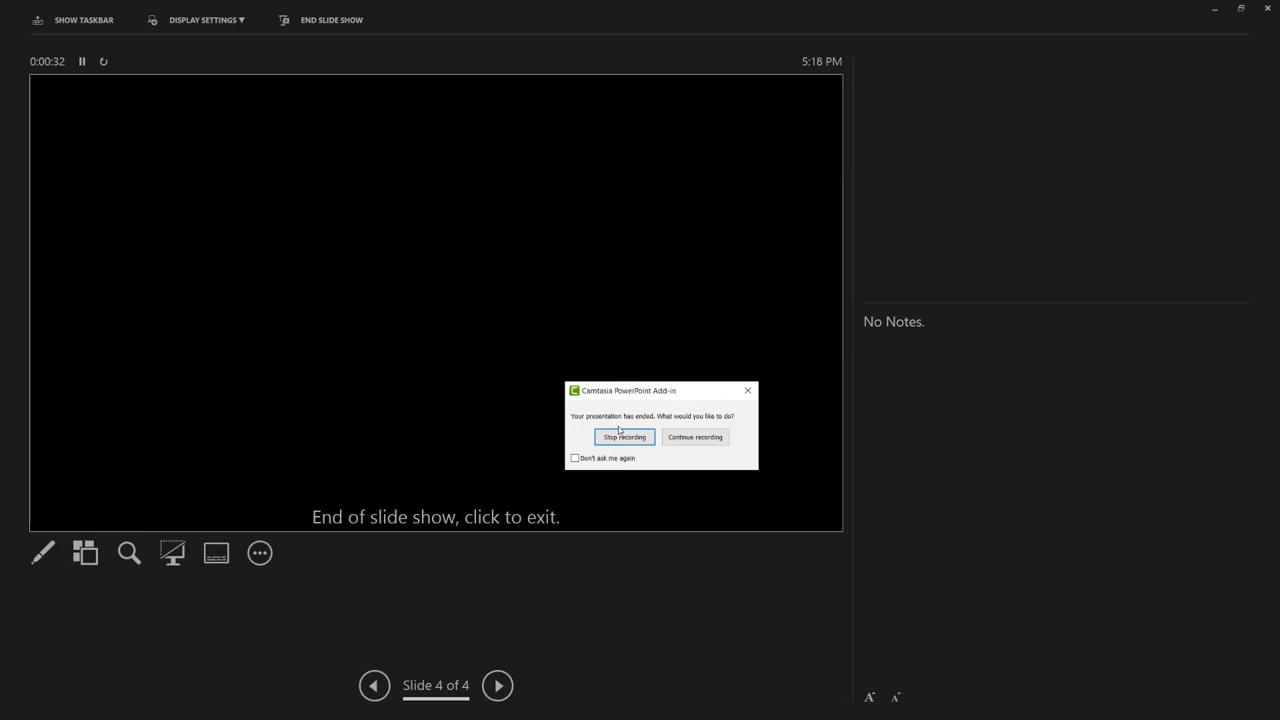 SHOW TASKBAR
DISPLAY SETTINGS ▼
END SLIDE SHOW
0:00:32
5:18 PM
No Notes.
Camtasia PowerPoint Add-in
Your presentation has ended. What would you like to do?
Stop recording
Continue recording
Don't ask me again
End of slide show, click to exit.
Slide 4 of 4
A
A